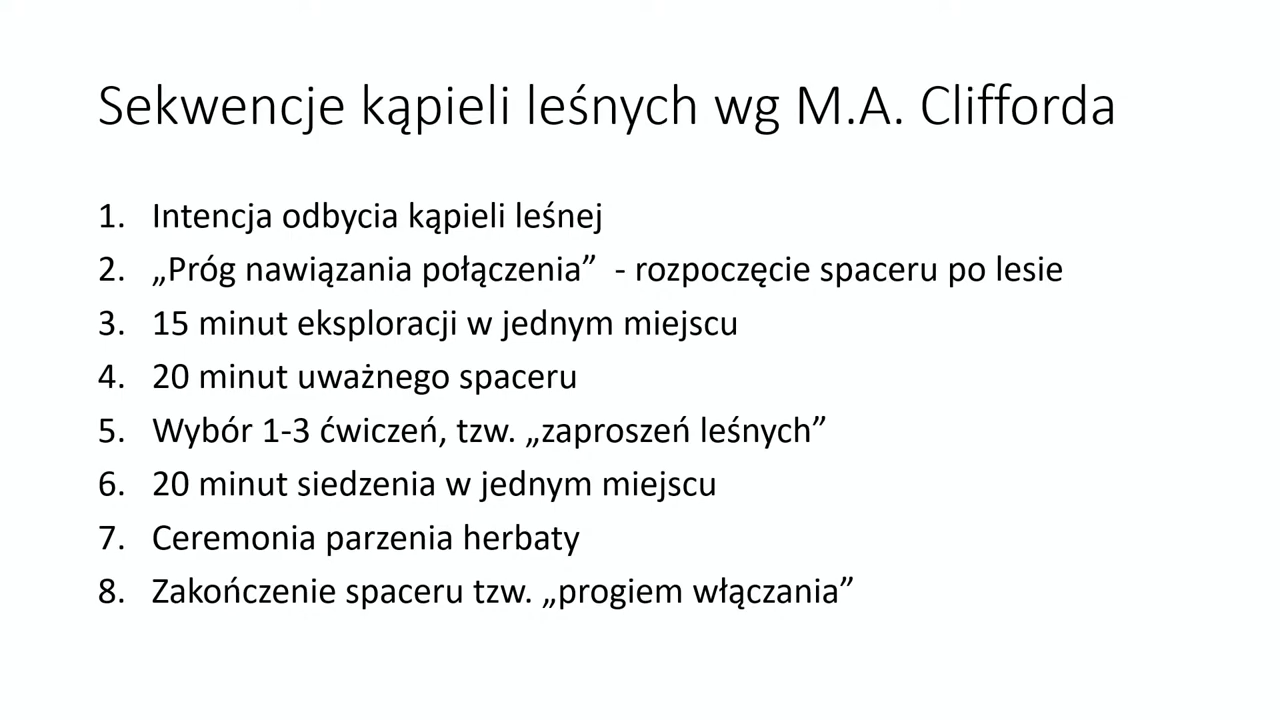 Sekwencje kąpieli leśnych wg M.A. Clifforda
1. Intencja odbycia kąpieli leśnej
2. „Próg nawiązania połączenia” - rozpoczęcie spaceru po lesie
3. 15 minut eksploracji w jednym miejscu
4. 20 minut uważnego spaceru
5. Wybór 1-3 ćwiczeń, tzw. „zaproszeń leśnych”
6. 20 minut siedzenia w jednym miejscu
7. Ceremonia parzenia herbaty
8. Zakończenie spaceru tzw. „progiem włączania”